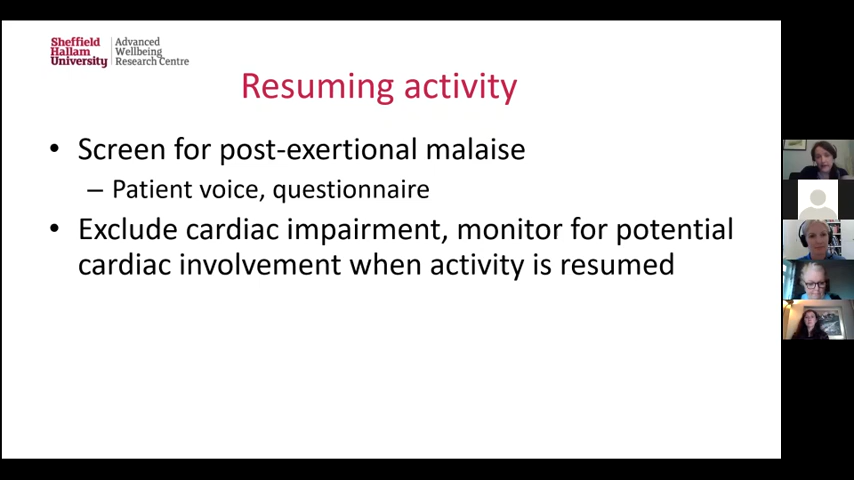 Sheffield
Hallam
University
Advanced
Wellbeing
Research Centre
Resuming activity
• Screen for post-exertional malaise
– Patient voice, questionnaire
• Exclude cardiac impairment, monitor for potential
cardiac involvement when activity is resumed